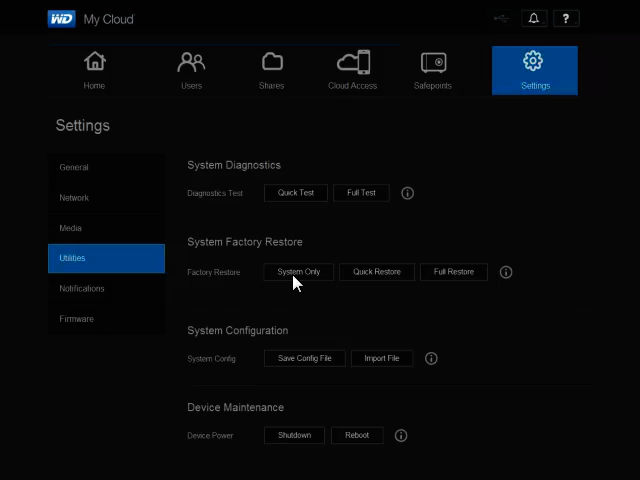 WD My Cloud ?
Home Users Shares Cloud Access Safepoints Settings
Settings
General
Network
Media
Utilities
Notifications
Firmware
System Diagnostics
Diagnostics Test Quick Test Full Test i
System Factory Restore
Factory Restore System Only Quick Restore Full Restore i
System Configuration
System Config Save Config File Import File i
Device Maintenance
Device Power Shutdown Reboot i